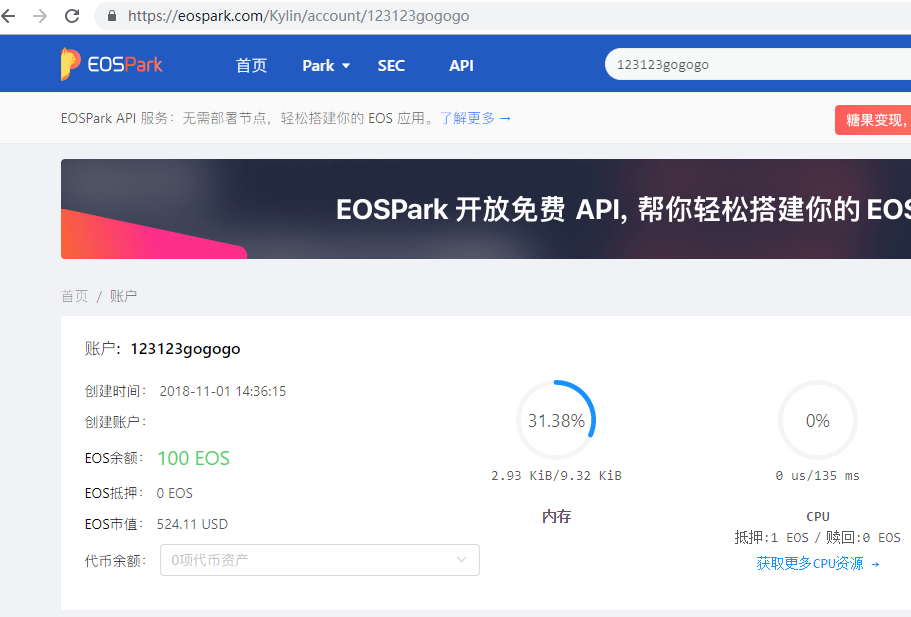 https://eospark.com/Kylin/account/123123gogogo
EOSPark 首页 Park SEC API 123123gogogo
EOSPark API 服务：无需部署节点，轻松搭建你的 EOS 应用。了解更多 →
糖果变现，
EOSPark 开放免费 API, 帮你轻松搭建你的 EOS
首页 / 账户
账户：123123gogogo
创建时间： 2018-11-01 14:36:15
创建账户：
EOS余额： 100 EOS
EOS抵押： 0 EOS
EOS市值： 524.11 USD
代币余额： 0项代币资产
31.38%
2.93 KiB/9.32 KiB
内存
0%
0 us/135 ms
CPU
抵押:1 EOS / 赎回:0 EOS
获取更多CPU资源 →